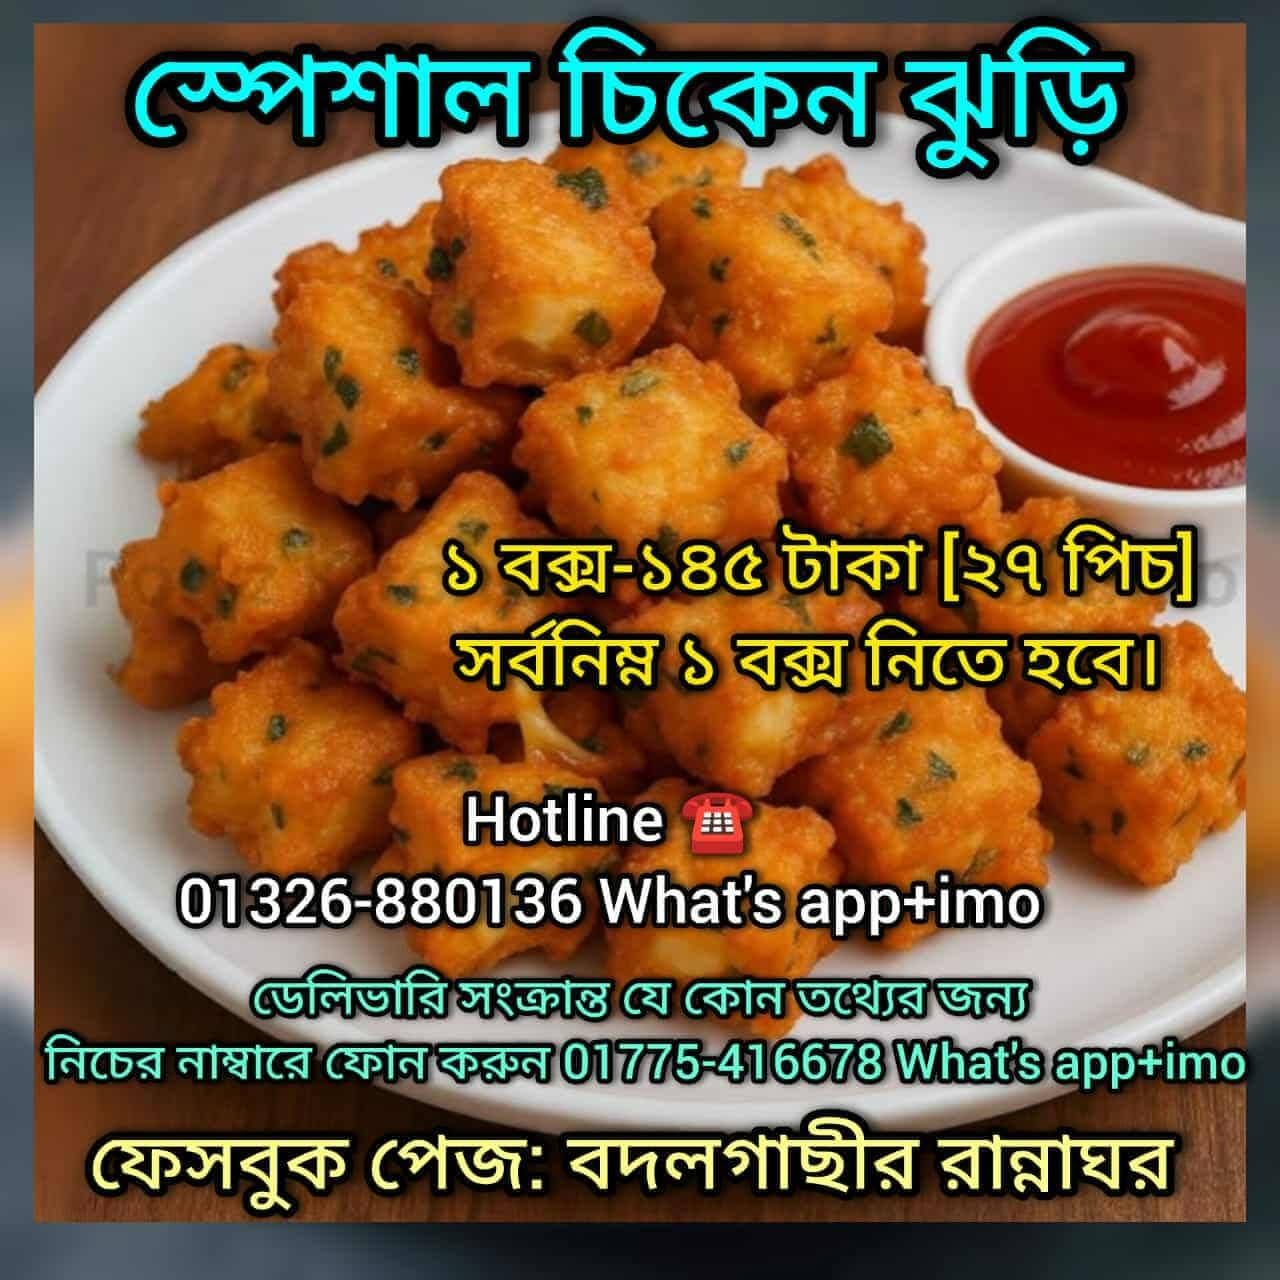 স্পেশাল চিকেন ঝুড়ি
১ বক্স-১৪৫ টাকা [২৭ পিচ]
সর্বনিম্ন ১ বক্স নিতে হবে।
Hotline ☎️
01326-880136 What's app+imo
ডেলিভারি সংক্রান্ত যে কোন তথ্যের জন্য
নিচের নাম্বারে ফোন করুন 01775-416678 What's app+imo
ফেসবুক পেজ: বদলগাছীর রান্নাঘর